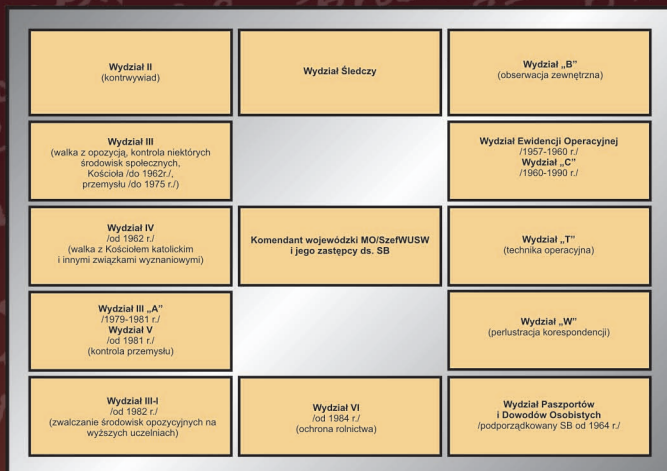 Wydział II
(kontrwywiad)
Wydział Śledczy
Wydział „B”
(obserwacja zewnętrzna)
Wydział III
(walka z opozycją, kontrola niektórych
środowisk społecznych,
Kościoła /do 1962r./,
przemysłu /do 1975 r./)
Wydział Ewidencji Operacyjnej
/1957-1960 r./
Wydział „C”
/1960-1990 r./
Wydział IV
/od 1962 r./
(walka z Kościołem katolickim
i innymi związkami wyznaniowymi)
Komendant wojewódzki MO/SzefWUSW
i jego zastępcy ds. SB
Wydział „T”
(technika operacyjna)
Wydział III „A”
/1979-1981 r./
Wydział V
/od 1981 r./
(kontrola przemysłu)
Wydział „W”
(perlustracja korespondencji)
Wydział III-I
/od 1982 r./
(zwalczanie środowisk opozycyjnych na
wyższych uczelniach)
Wydział VI
/od 1984 r./
(ochrona rolnictwa)
Wydział Paszportów
i Dowodów Osobistych
/podporządkowany SB od 1964 r./